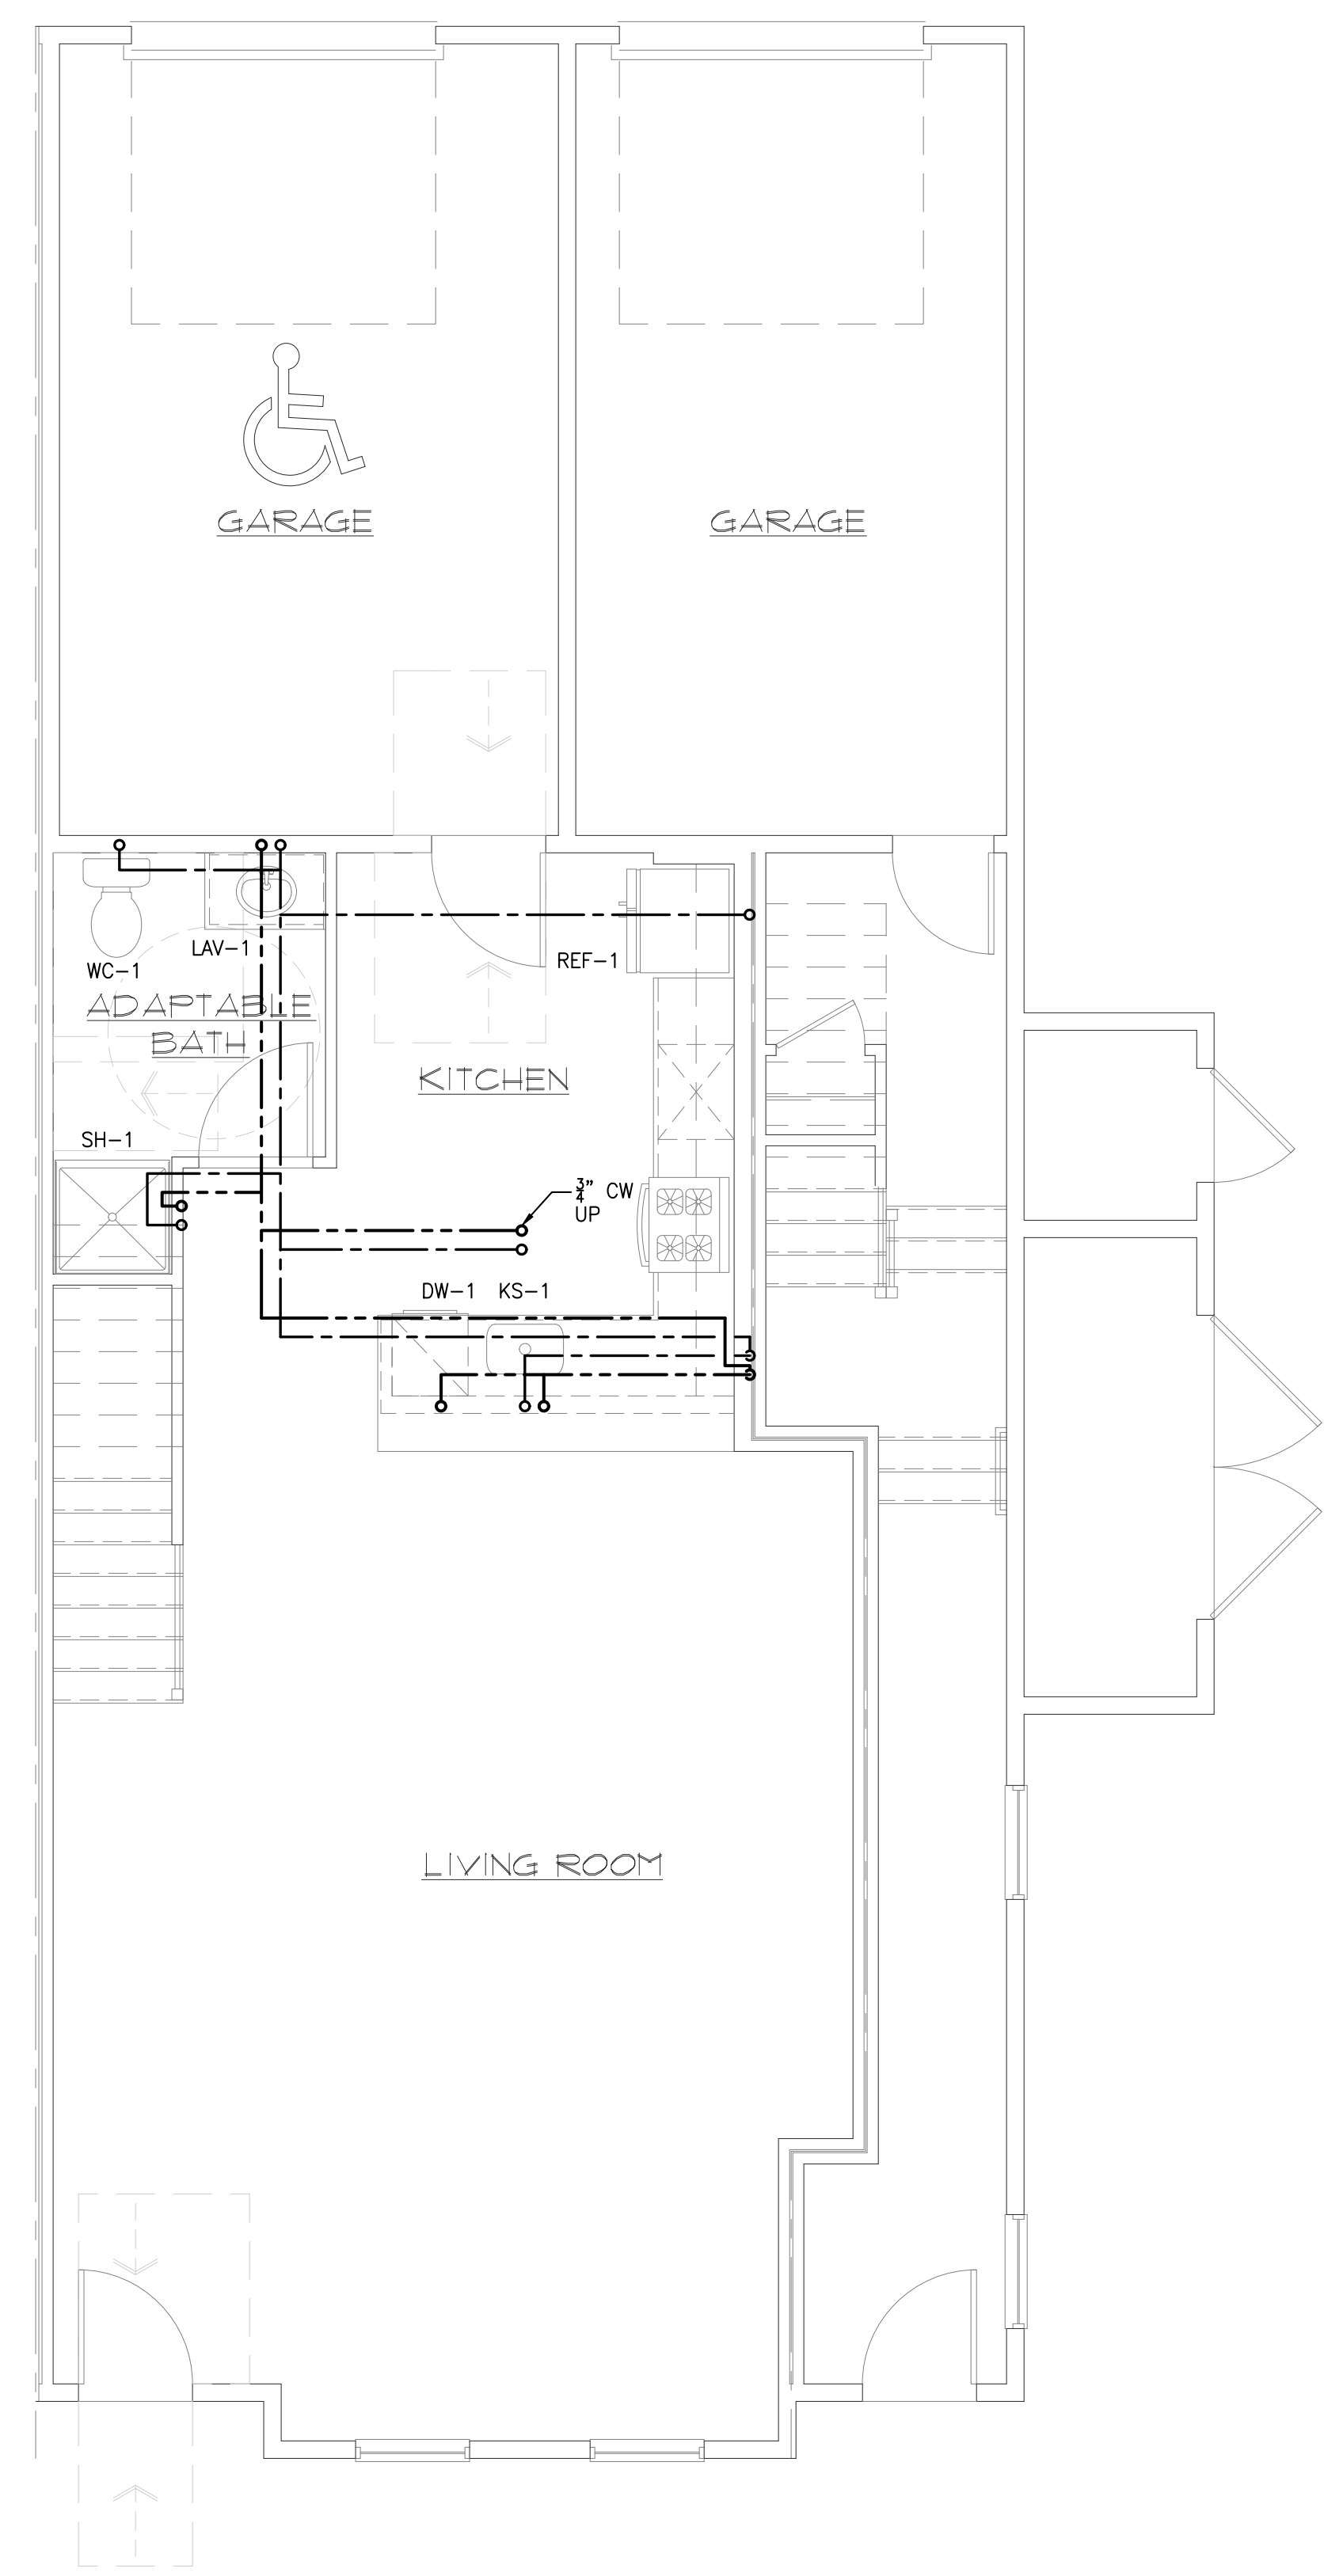 GARAGE
GARAGE
LAV-1
WC-1
REF-1
ADAPTABLE
BATH
KITCHEN
SH-1
3/4" CW
UP
DW-1
KS-1
LIVING ROOM